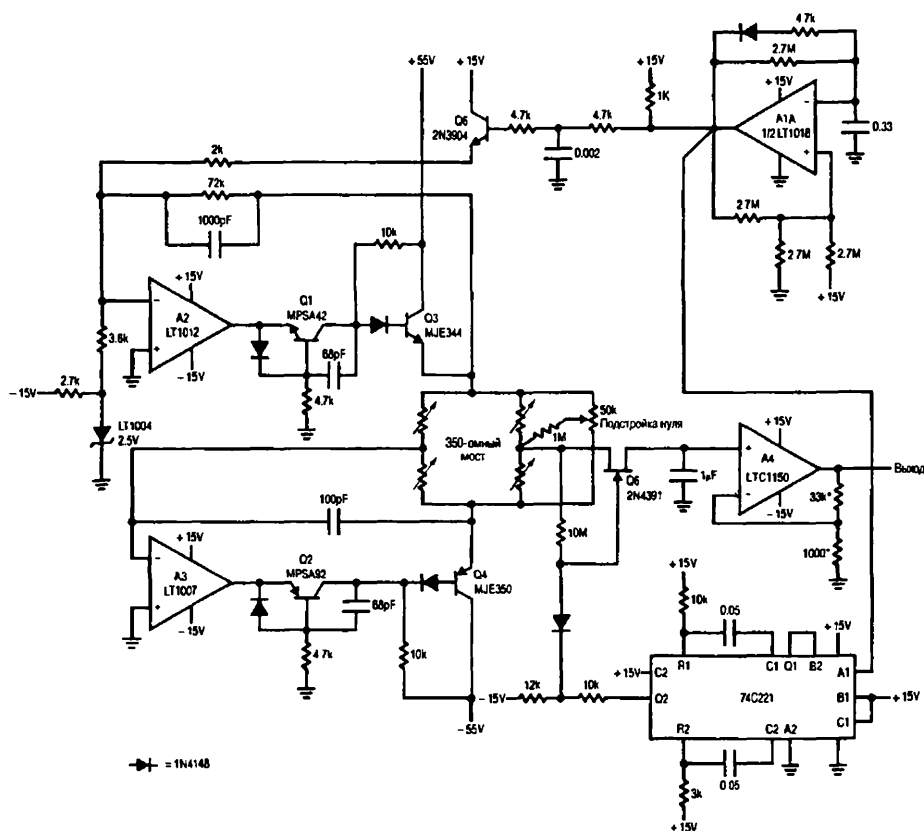 4.7k
2.7M
+15V
+15V
A1A
1/2 LT1018
0.33
2.7M
2.7M
2.7M
+15V
+15V
1K
4.7k
4.7k
0.002
+55V
+15V
Q6
2N3904
2k
72k
1000pF
10k
+15V
A2
LT1012
-15V
Q1
MPSA42
68pF
4.7k
Q3
MJE344
3.6k
2.7k
-15V
LT1004
2.5V
350-омный
мост
50k
Подстройка нуля
1M
100pF
10M
Q6
2N4391
1µF
+15V
A4
LTC1150
-15V
Выход
33k*
1000*
+15V
A3
LT1007
-15V
Q2
MPSA92
68pF
4.7k
10k
Q4
MJE350
-55V
-15V
12k
10k
+15V
10k
0.05
+15V
R1
C1
Q1
B2
+15V
C2
Q2
74C221
A1
B1
C1
+15V
R2
C2
A2
0.05
3k
+15V
= 1N4148